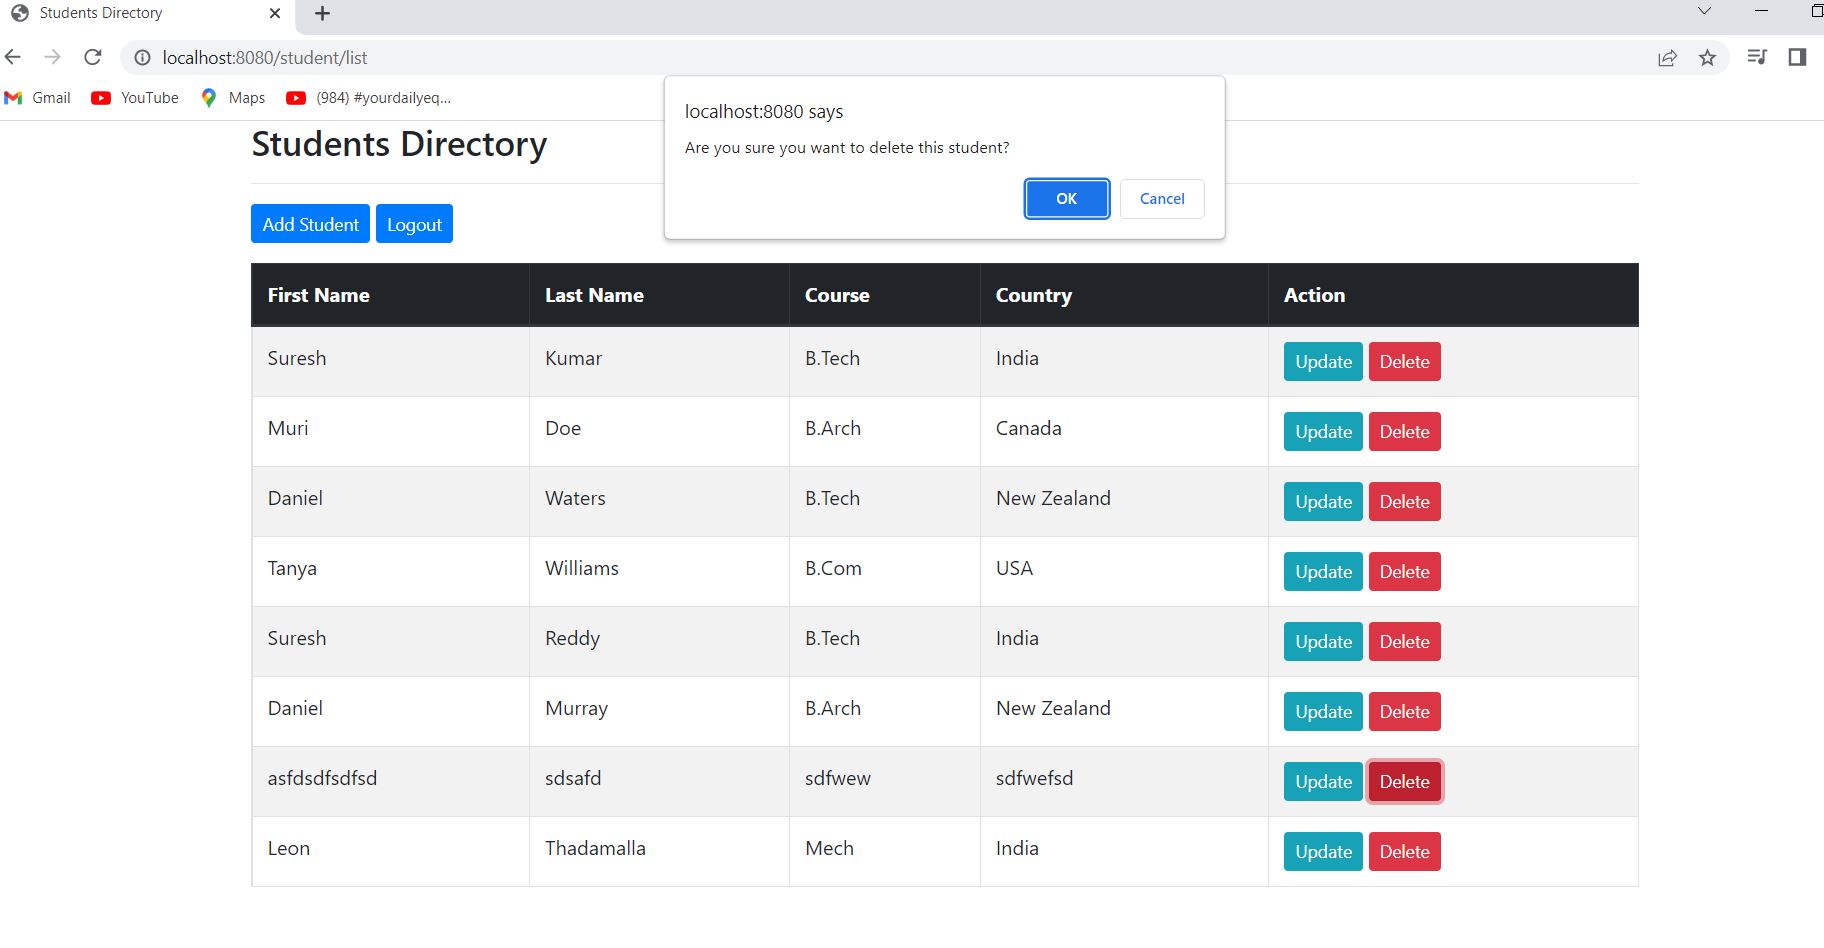 Students Directory
localhost:8080/student/list
Gmail YouTube Maps (984) #yourdailyeq...
localhost:8080 says
Are you sure you want to delete this student?
OK Cancel
Students Directory
Add Student Logout
First Name Last Name Course Country Action
Suresh Kumar B.Tech India Update Delete
Muri Doe B.Arch Canada Update Delete
Daniel Waters B.Tech New Zealand Update Delete
Tanya Williams B.Com USA Update Delete
Suresh Reddy B.Tech India Update Delete
Daniel Murray B.Arch New Zealand Update Delete
asfdsdfsdfsd sdsafd sdfwew sdfwefsd Update Delete
Leon Thadamalla Mech India Update Delete